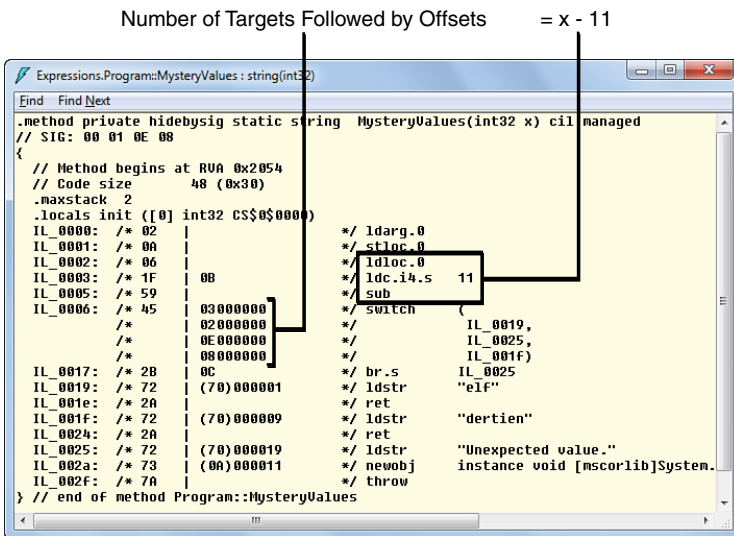 Number of Targets Followed by Offsets = x - 11
Expressions.Program::MysteryValues : string(int32)
Find Find Next
.method private hidebysig static string MysteryValues(int32 x) cil managed
// SIG: 00 01 0E 08
{
// Method begins at RVA 0x2054
// Code size 48 (0x30)
.maxstack 2
.locals init ([0] int32 CS$0$0000)
IL_0000: /* 02 | */ ldarg.0
IL_0001: /* 0A | */ stloc.0
IL_0002: /* 06 | */ ldloc.0
IL_0003: /* 1F | 0B */ ldc.i4.s 11
IL_0005: /* 59 | */ sub
IL_0006: /* 45 | 03000000 */ switch (
/* | 02000000 */ IL_0019,
/* | 0E000000 */ IL_0025,
/* | 08000000 */ IL_001f)
IL_0017: /* 2B | 0C */ br.s IL_0025
IL_0019: /* 72 | (70)000001 */ ldstr "elf"
IL_001e: /* 2A | */ ret
IL_001f: /* 72 | (70)000009 */ ldstr "dertien"
IL_0024: /* 2A | */ ret
IL_0025: /* 72 | (70)000019 */ ldstr "Unexpected value."
IL_002a: /* 73 | (0A)000011 */ newobj instance void [mscorlib]System.
IL_002f: /* 7A | */ throw
} // end of method Program::MysteryValues